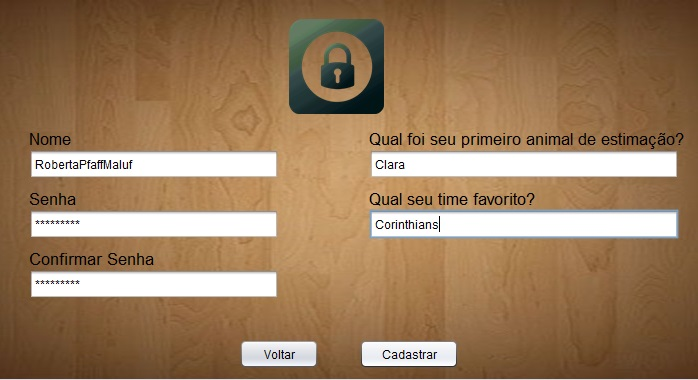 Nome
RobertaPfaffMaluf
Senha
*********
Confirmar Senha
*********
Qual foi seu primeiro animal de estimação?
Clara
Qual seu time favorito?
Corinthians
Voltar
Cadastrar